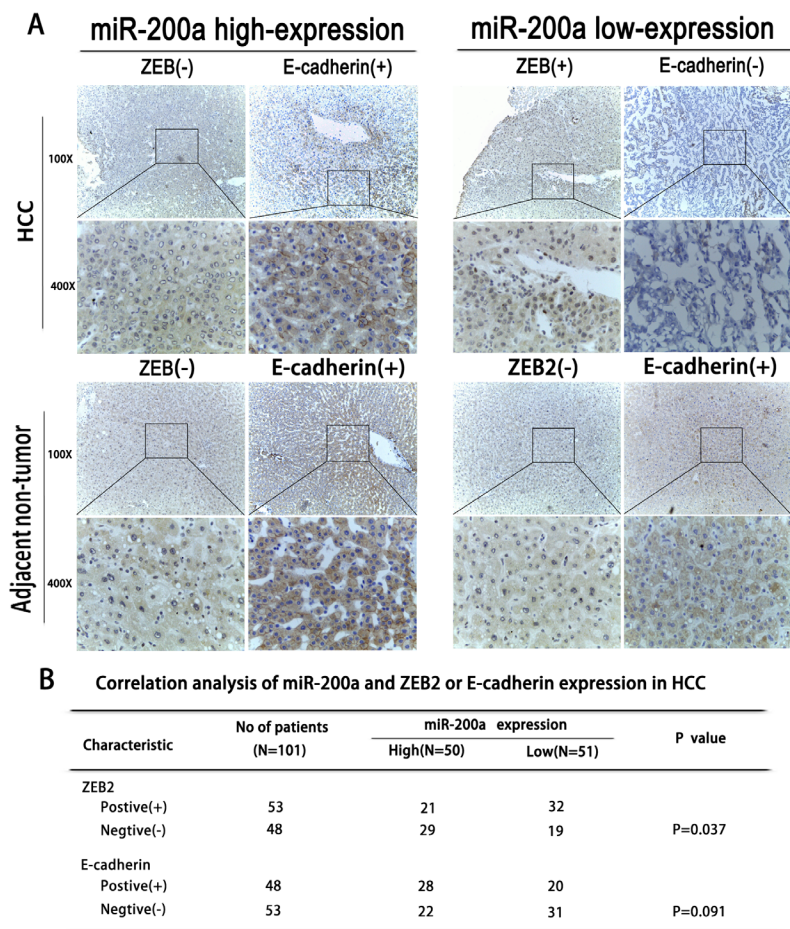 A
miR-200a high-expression
miR-200a low-expression
ZEB(-)
E-cadherin(+)
ZEB(+)
E-cadherin(-)
HCC
100X
400X
ZEB(-)
E-cadherin(+)
ZEB2(-)
E-cadherin(+)
Adjacent non-tumor
100X
400X
B
Correlation analysis of miR-200a and ZEB2 or E-cadherin expression in HCC
Characteristic
No of patients
(N=101)
miR-200a expression
High(N=50)
Low(N=51)
P value
ZEB2
Postive(+) 53 21 32
Negtive(-) 48 29 19 P=0.037
E-cadherin
Postive(+) 48 28 20
Negtive(-) 53 22 31 P=0.091